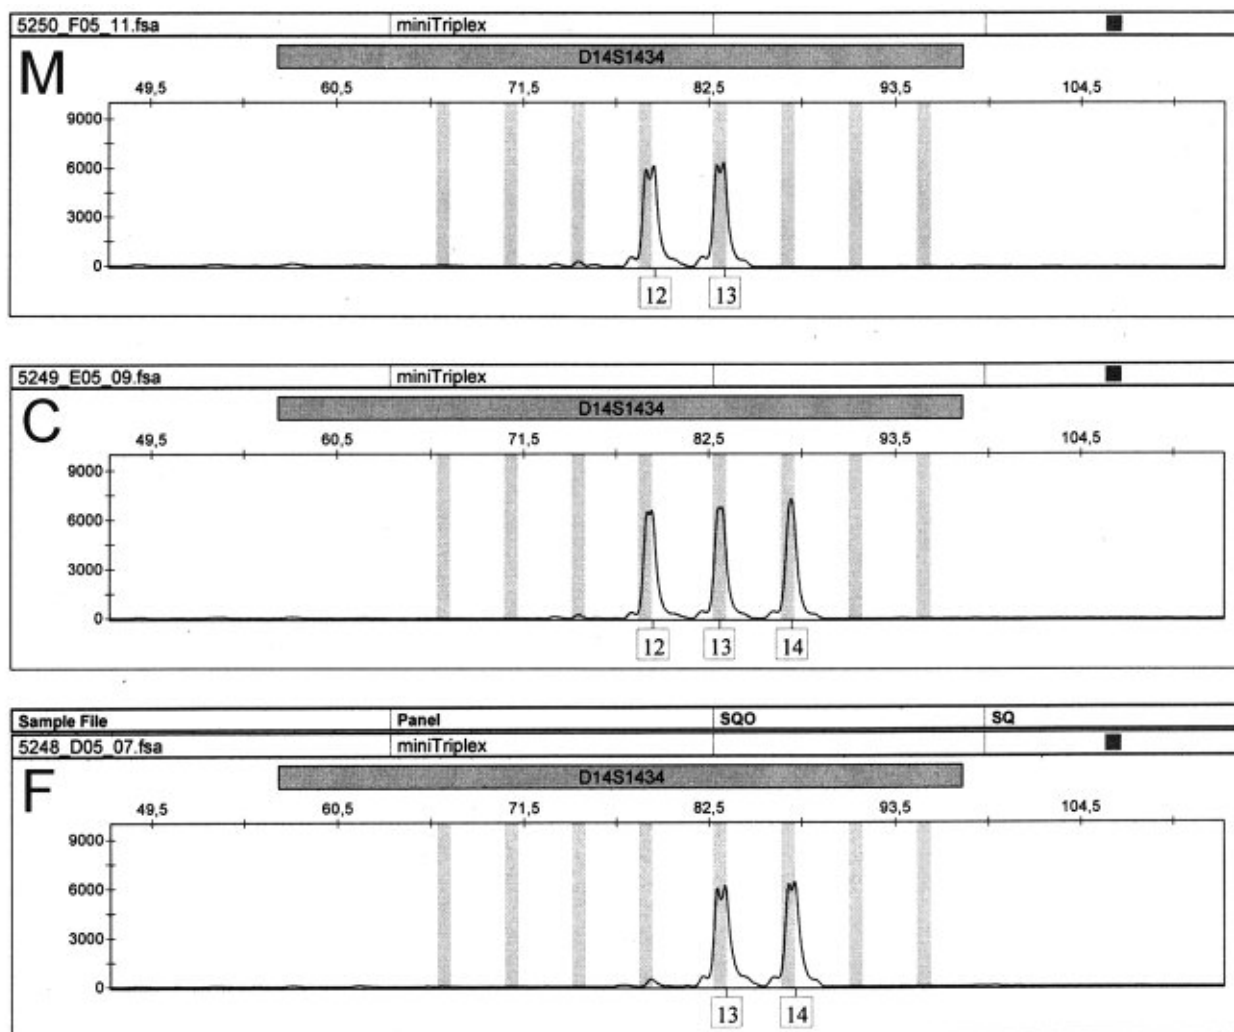 5250_F05_11.fsa miniTriplex
M
D14S1434
49,5 60,5 71,5 82,5 93,5 104,5
9000
6000
3000
0
12 13
5249_E05_09.fsa miniTriplex
C
D14S1434
49,5 60,5 71,5 82,5 93,5 104,5
9000
6000
3000
0
12 13 14
Sample File Panel SQO SQ
5248_D05_07.fsa miniTriplex
F
D14S1434
49,5 60,5 71,5 82,5 93,5 104,5
9000
6000
3000
0
13 14